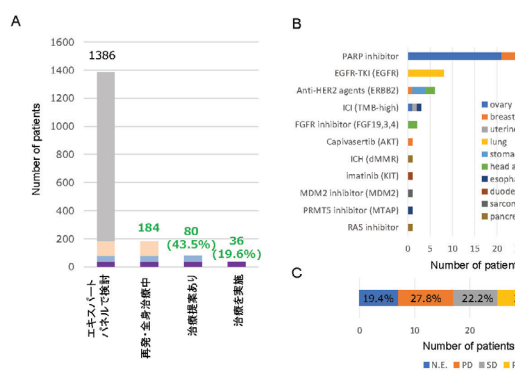 A
1386
1600
1400
1200
1000
800
600
400
200
0
Number of patients
184
80
(43.5%)
36
(19.6%)
エキスパート
パネルで検討
再発・全身治療中
治療提案あり
治療を実施
B
PARP inhibitor
EGFR-TKI (EGFR)
Anti-HER2 agents (ERBB2)
ICI (TMB-high)
FGFR inhibitor (FGF19,3,4)
Capivasertib (AKT)
ICH (dMMR)
imatinib (KIT)
MDM2 inhibitor (MDM2)
PRMT5 inhibitor (MTAP)
RAS inhibitor
0 5 10 15 20
Number of patient
ovary
breast
uterine
lung
stoma
head a
esopha
duode
sarcon
pancre
C
19.4% 27.8% 22.2%
0 10 20
Number of patients
N.E. PD SD